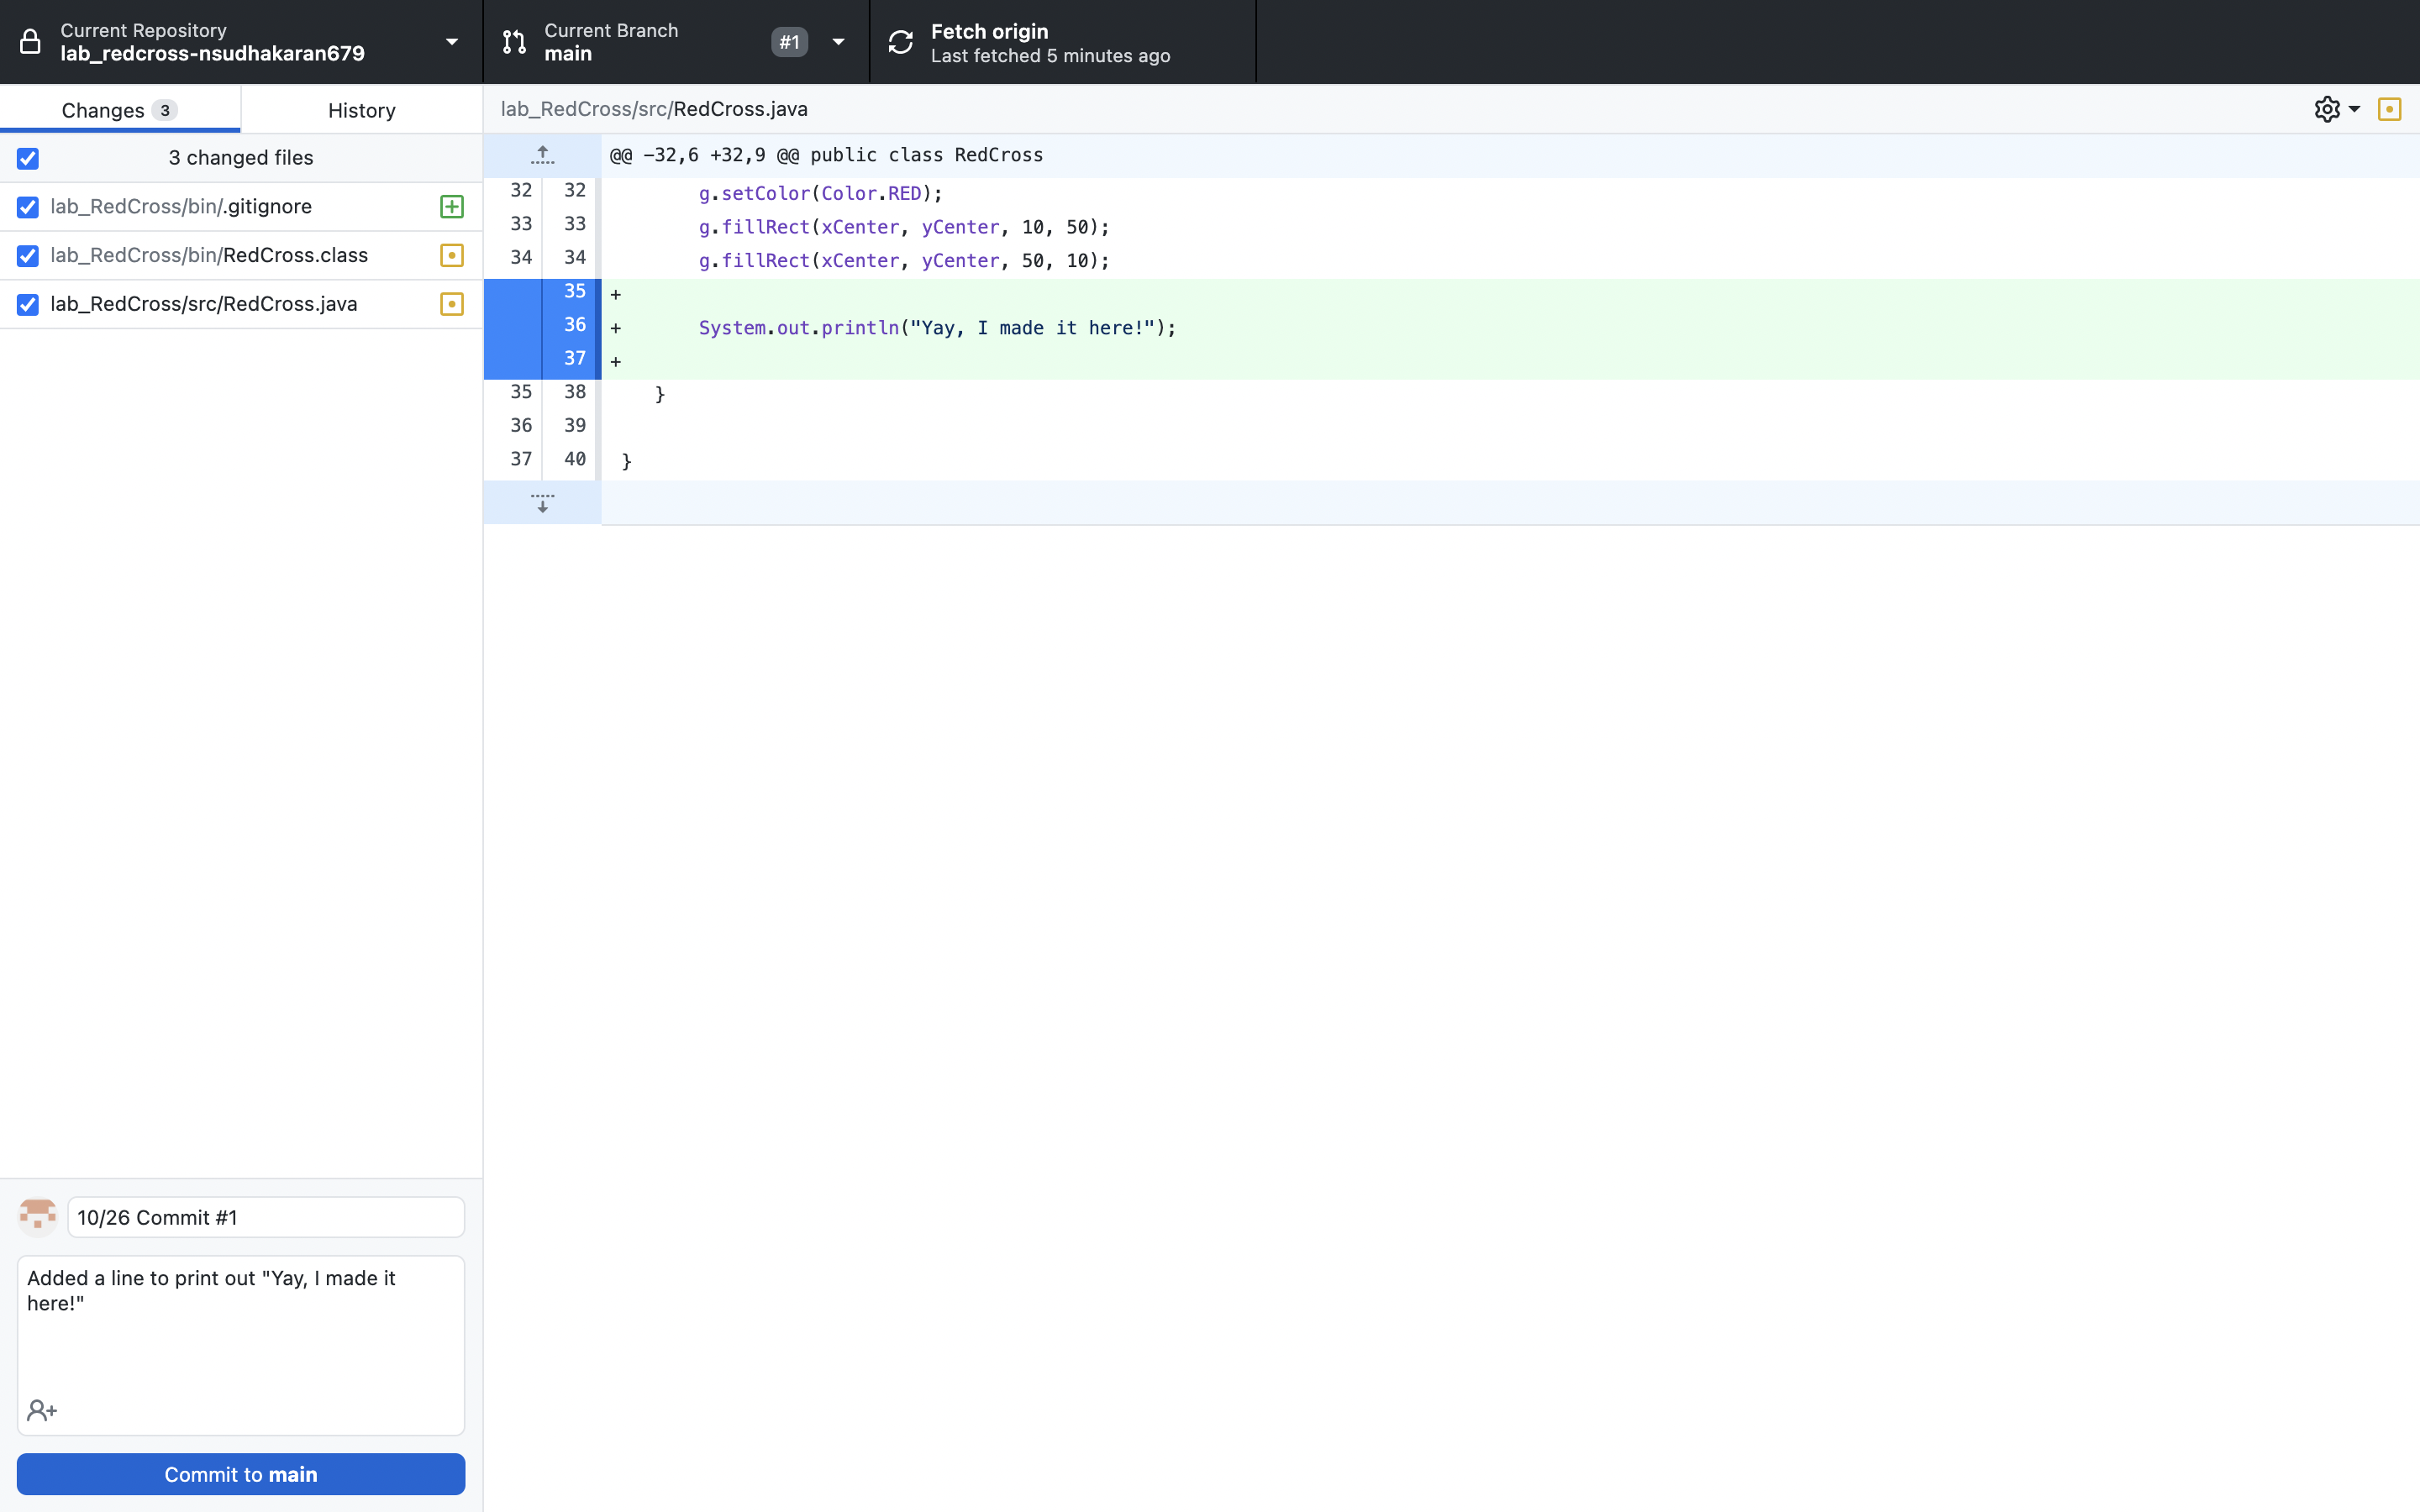 Current Repository
lab_redcross-nsudhakaran679
Current Branch
main
#1
Fetch origin
Last fetched 5 minutes ago
Changes 3
History
3 changed files
lab_RedCross/bin/.gitignore
lab_RedCross/bin/RedCross.class
lab_RedCross/src/RedCross.java
10/26 Commit #1
Added a line to print out "Yay, I made it
here!"
Commit to main
lab_RedCross/src/RedCross.java
@@ -32,6 +32,9 @@ public class RedCross
32 32 g.setColor(Color.RED);
33 33 g.fillRect(xCenter, yCenter, 10, 50);
34 34 g.fillRect(xCenter, yCenter, 50, 10);
35 +
36 + System.out.println("Yay, I made it here!");
37 +
35 38 }
36 39
37 40 }